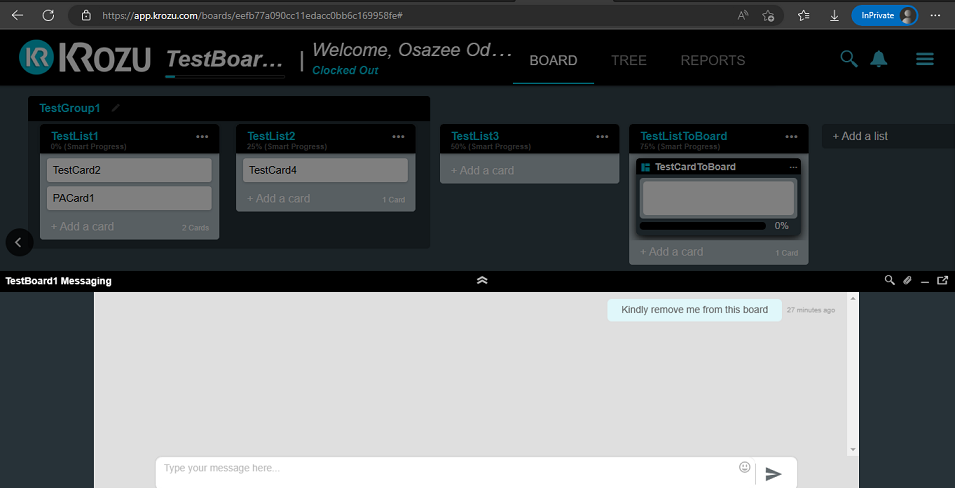 https://app.krozu.com/boards/eefb77a090cc11edacc0bb6c169958fe#
InPrivate
KR KROZU
TestBoar...
Welcome, Osazee Od...
Clocked Out
BOARD
TREE
REPORTS
TestGroup1
TestList1
0% (Smart Progress)
TestCard2
PACard1
+ Add a card
2 Cards
TestList2
25% (Smart Progress)
TestCard4
+ Add a card
1 Card
TestList3
50% (Smart Progress)
+ Add a card
TestListToBoard
75% (Smart Progress)
TestCardToBoard
0%
+ Add a card
1 Card
+ Add a list
TestBoard1 Messaging
Kindly remove me from this board
27 minutes ago
Type your message here...